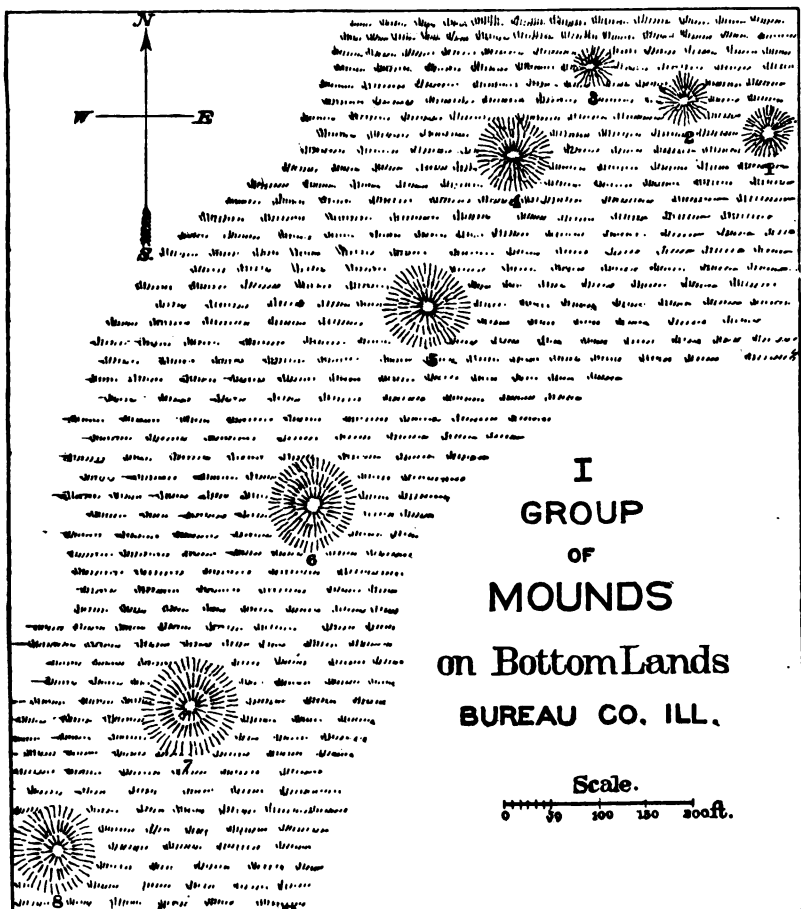 N
W E
S.
3
2
1
4
5
6
7
8
I
GROUP
OF
MOUNDS
on Bottom Lands
BUREAU CO. ILL.
Scale.
0 50 100 150 200ft.